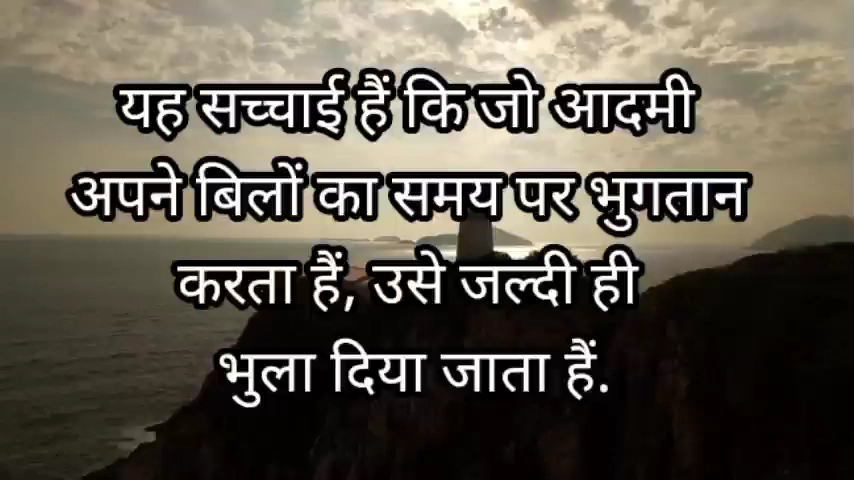 यह सच्चाई हैं कि जो आदमी
अपने बिलों का समय पर भुगतान
करता हैं, उसे जल्दी ही
भुला दिया जाता हैं.